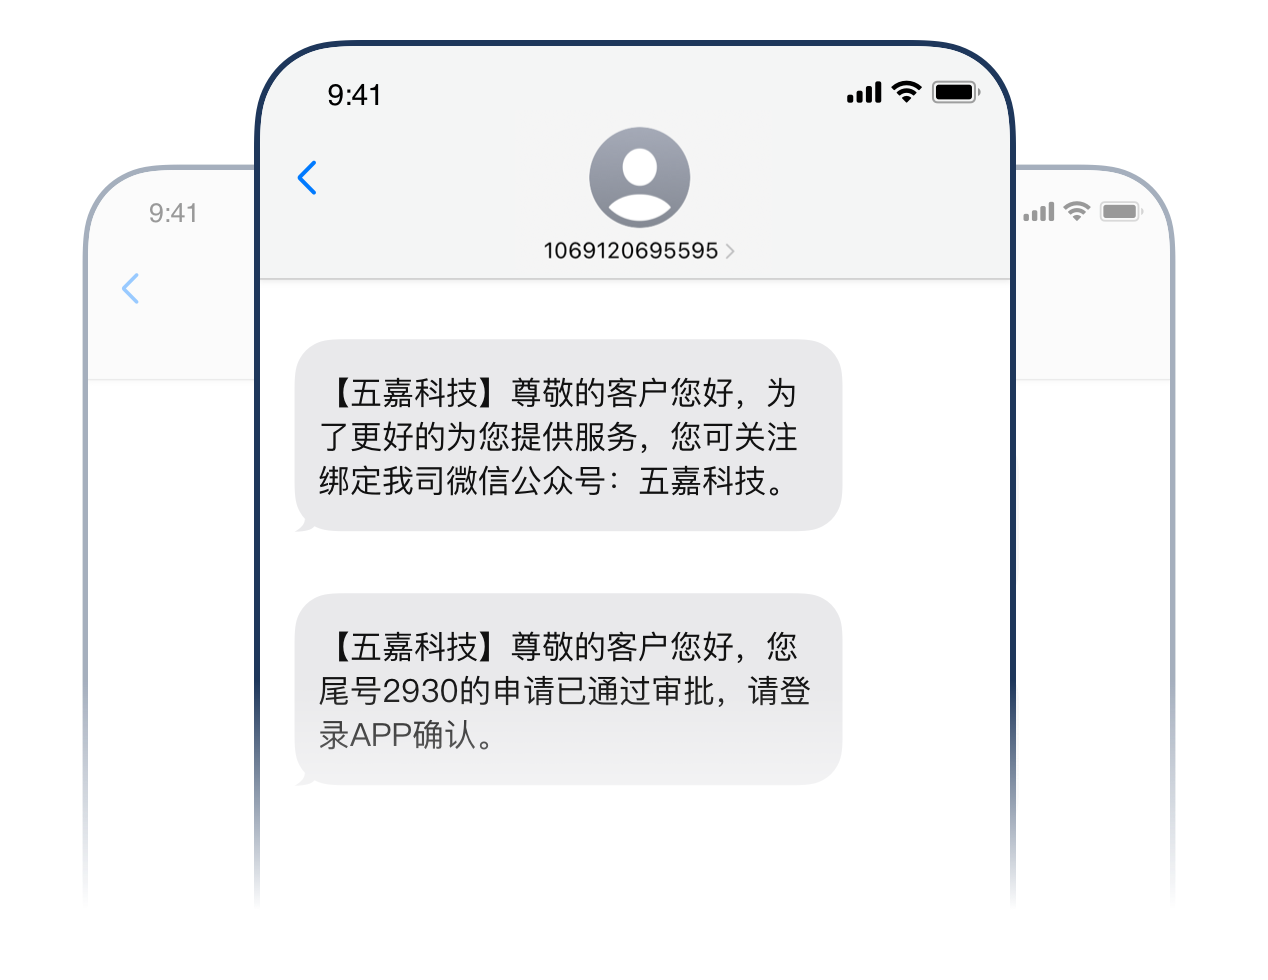 9:41
9:41
1069120695595
【五嘉科技】尊敬的客户您好，为
了更好的为您提供服务，您可关注
绑定我司微信公众号：五嘉科技。
【五嘉科技】尊敬的客户您好，您
尾号2930的申请已通过审批，请登
录APP确认。